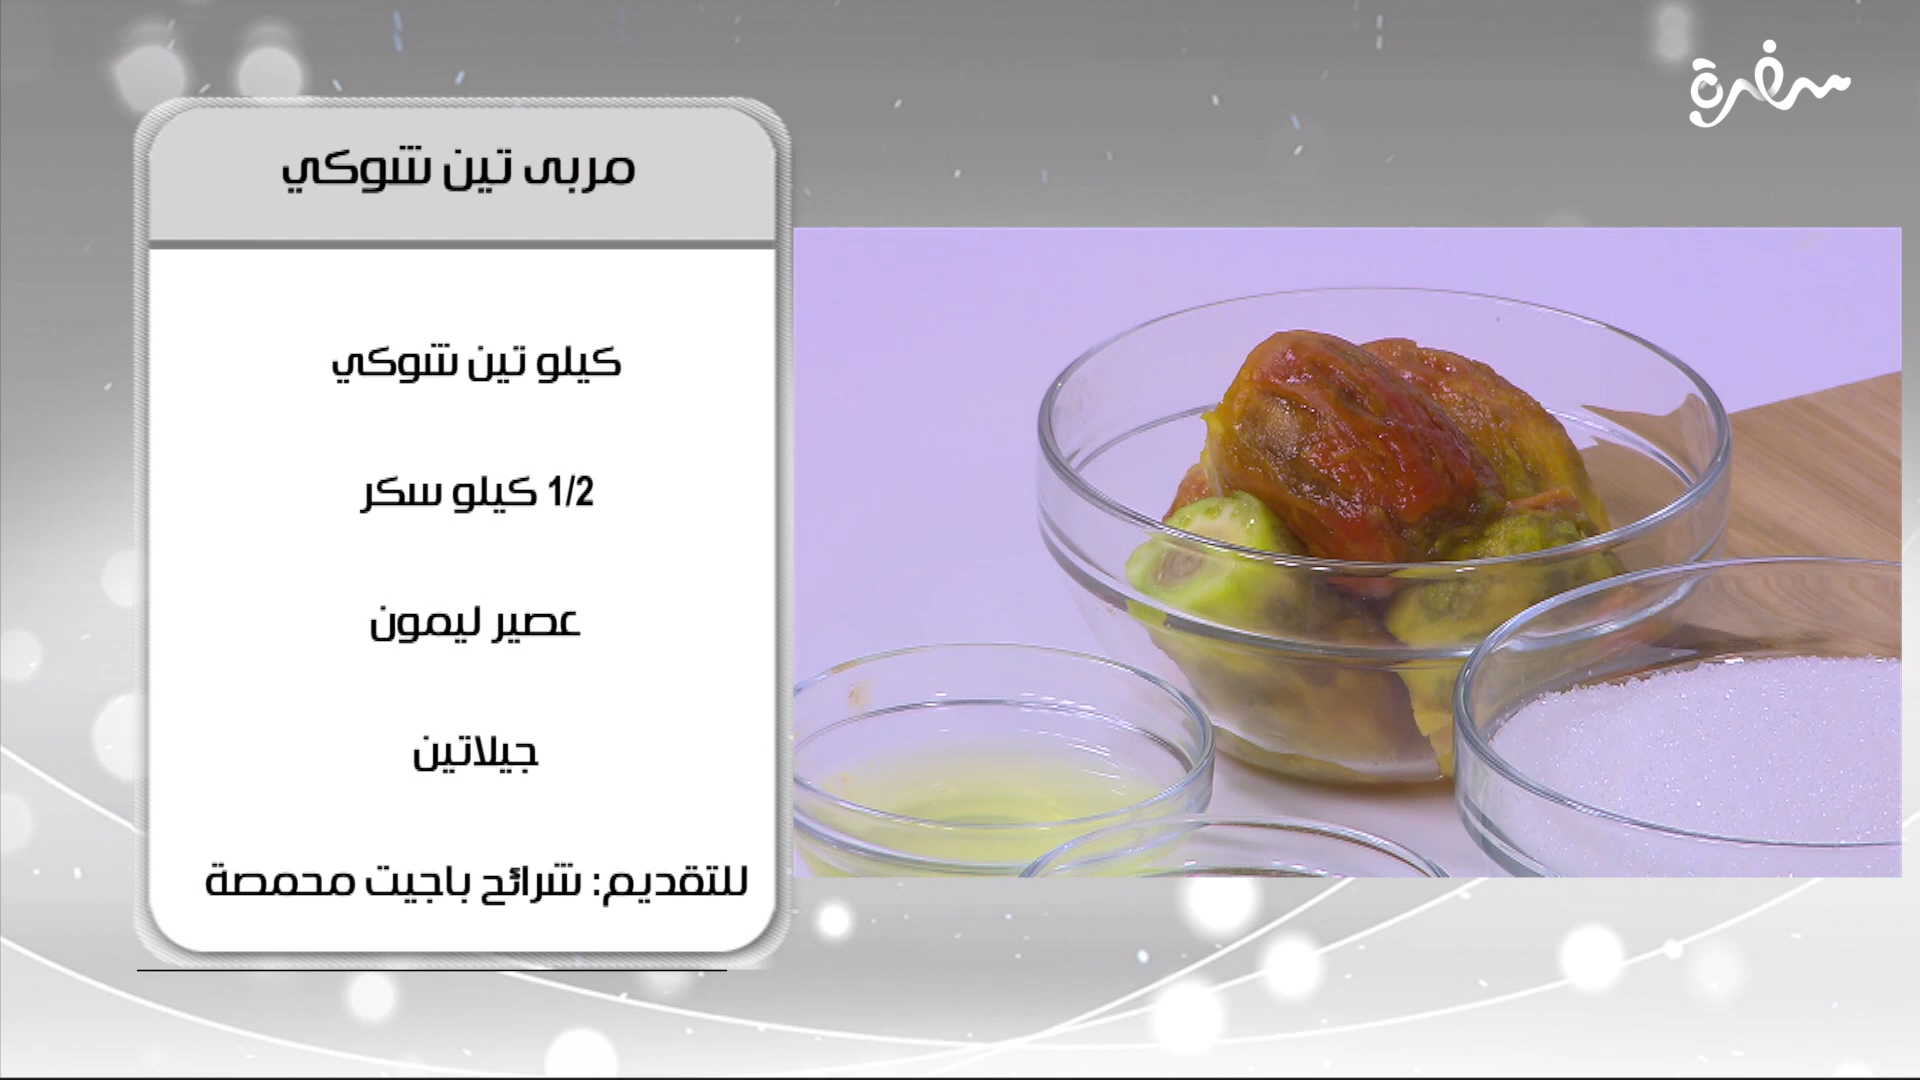 سفرة
مربى تين شوكي
كيلو تين شوكي
1/2 كيلو سكر
عصير ليمون
جيلاتين
للتقديم: شرائح باجيت محمصة